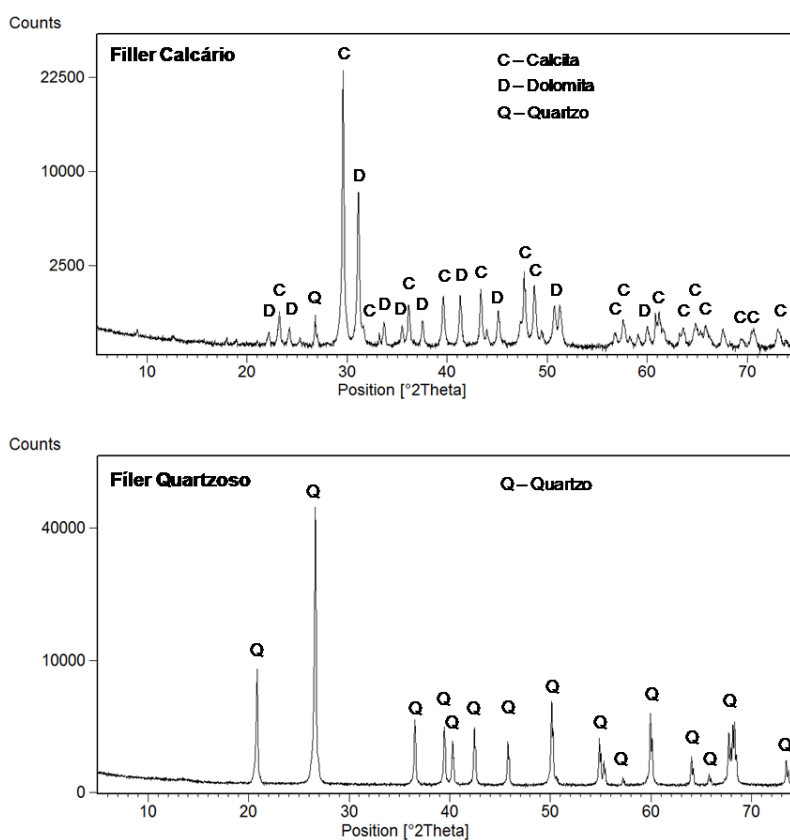 Counts
Filler Calcário
C – Calcita
D – Dolomita
Q – Quartzo
22500
10000
2500
C
D
D C D Q C D D C D C D C D C C D C C D C C C C C C C
10 20 30 40 50 60 70
Position [°2Theta]
Counts
Fíler Quartzoso
Q – Quartzo
40000
10000
0
Q
Q Q Q Q Q Q Q Q Q Q Q Q Q Q Q
10 20 30 40 50 60 70
Position [°2Theta]